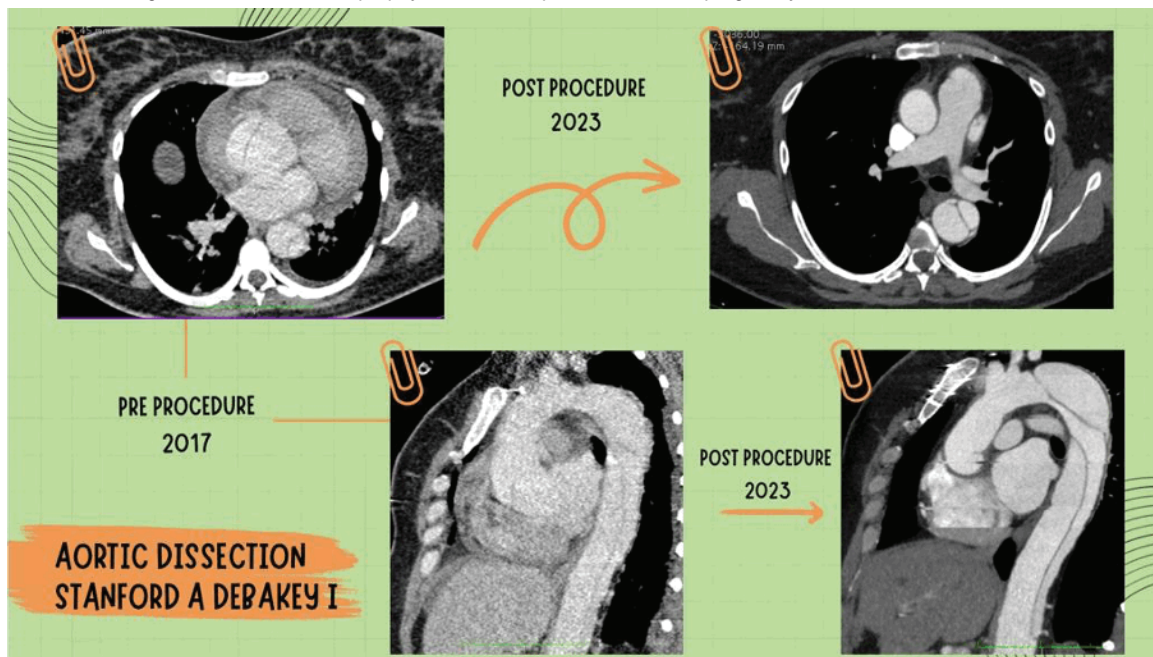 POST PROCEDURE
2023
PRE PROCEDURE
2017
POST PROCEDURE
2023
AORTIC DISSECTION
STANFORD A DEBAKEY I